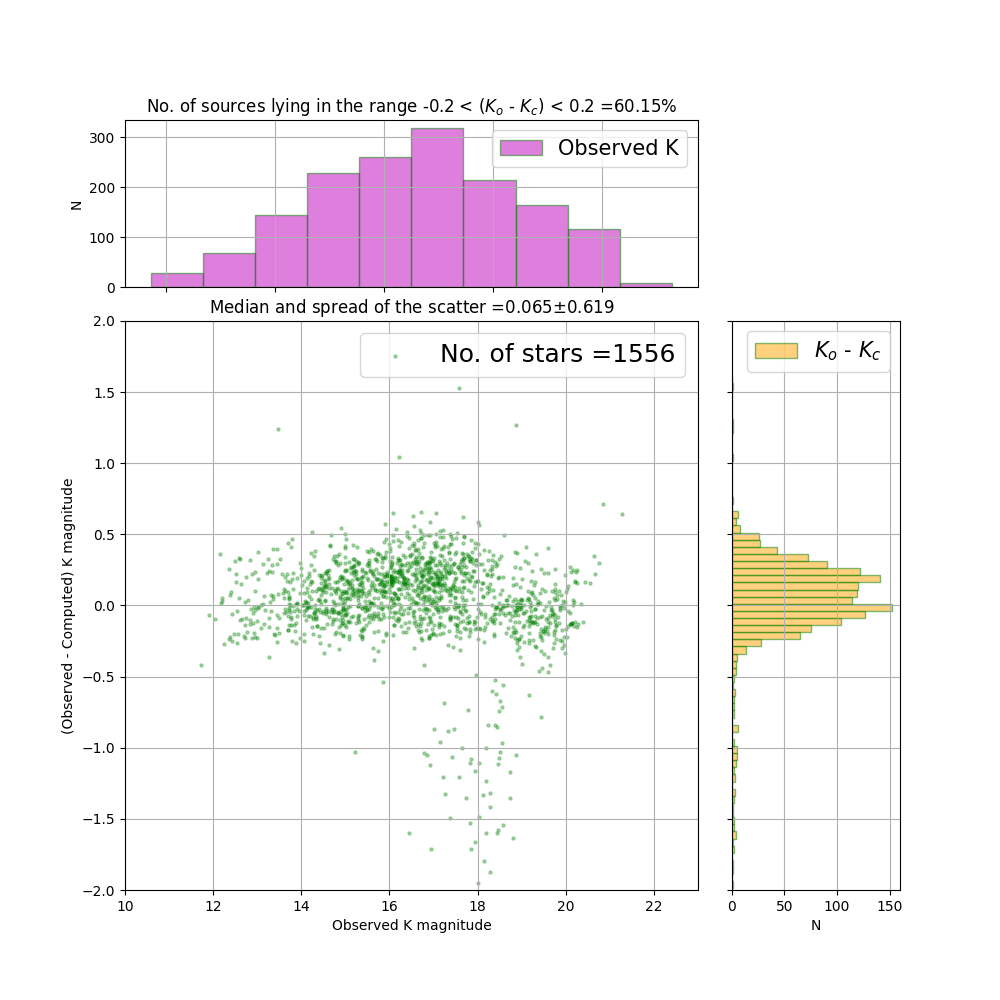 No. of sources lying in the range -0.2 < (K_o - K_c) < 0.2 =60.15%
300
200
100
0
N
Observed K
Median and spread of the scatter =0.065±0.619
2.0
1.5
1.0
0.5
0.0
−0.5
−1.0
−1.5
−2.0
(Observed - Computed) K magnitude
No. of stars =1556
10 12 14 16 18 20 22
Observed K magnitude
K_o - K_c
0 50 100 150
N